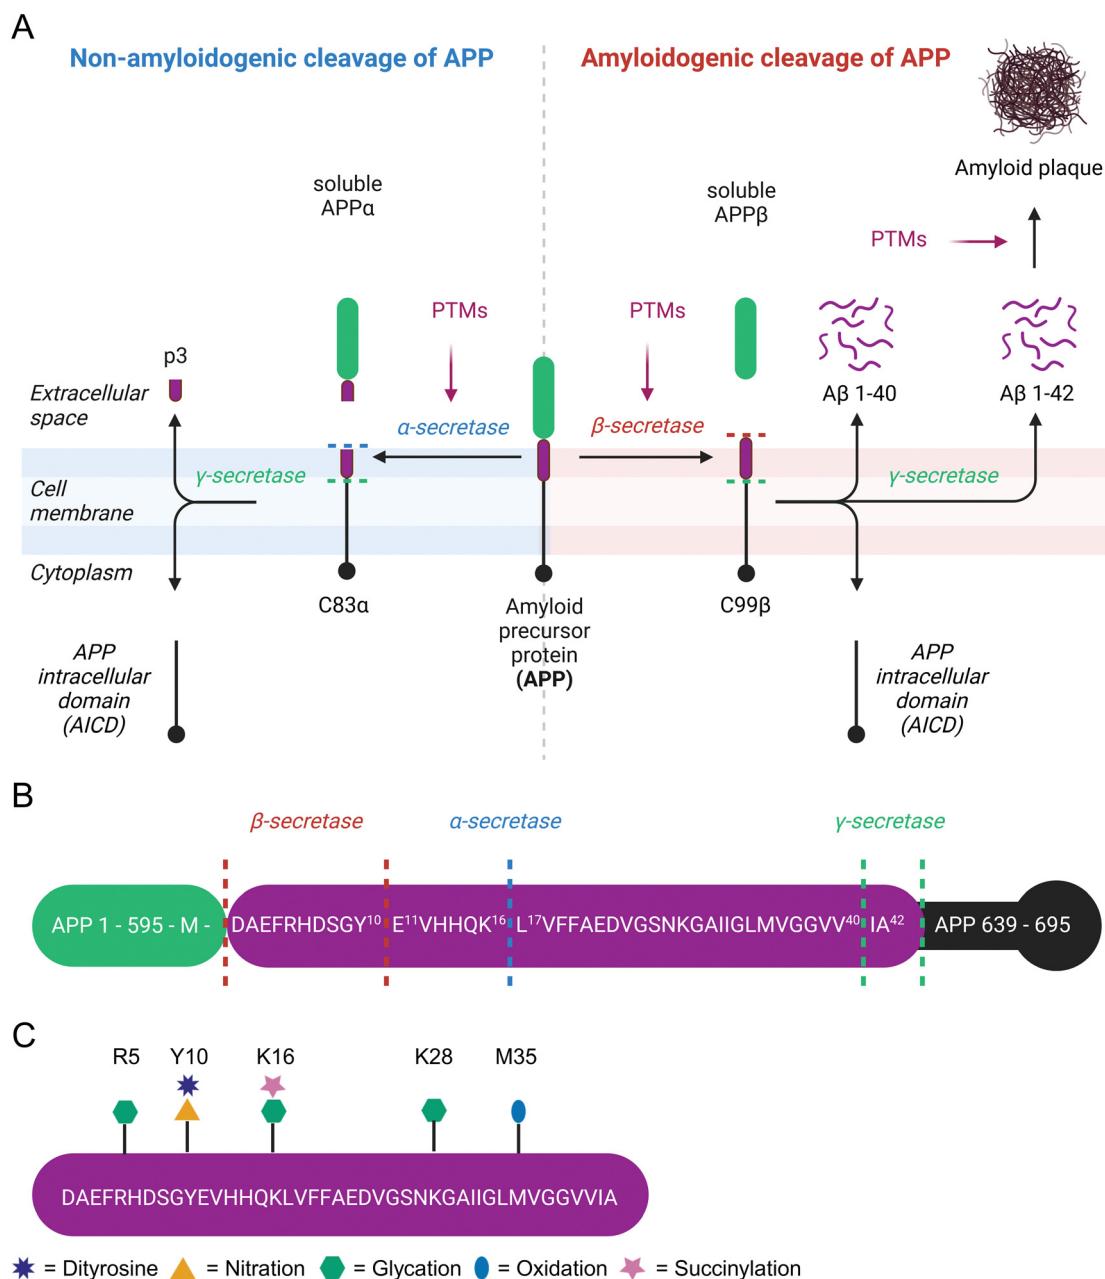 A
Non-amyloidogenic cleavage of APP
Amyloidogenic cleavage of APP
Amyloid plaque
soluble
APPα
soluble
APPβ
PTMs
PTMs
PTMs
p3
Extracellular
space
Aβ 1-40
Aβ 1-42
α-secretase
β-secretase
γ-secretase
γ-secretase
Cell
membrane
Cytoplasm
C83α
Amyloid
precursor
protein
(APP)
C99β
APP
intracellular
domain
(AICD)
APP
intracellular
domain
(AICD)
B
β-secretase
α-secretase
γ-secretase
APP 1 - 595 - M - DAEFRHDSGY¹⁰ E¹¹VHHQK¹⁶ L¹⁷VFFAEDVGSNKGAIIGLMVGGVV⁴⁰ IA⁴² APP 639 - 695
C
R5 Y10 K16 K28 M35
DAEFRHDSGYEVHHQKLVFFAEDVGSNKGAIIGLMVGGVVIA
= Dityrosine = Nitration = Glycation = Oxidation = Succinylation